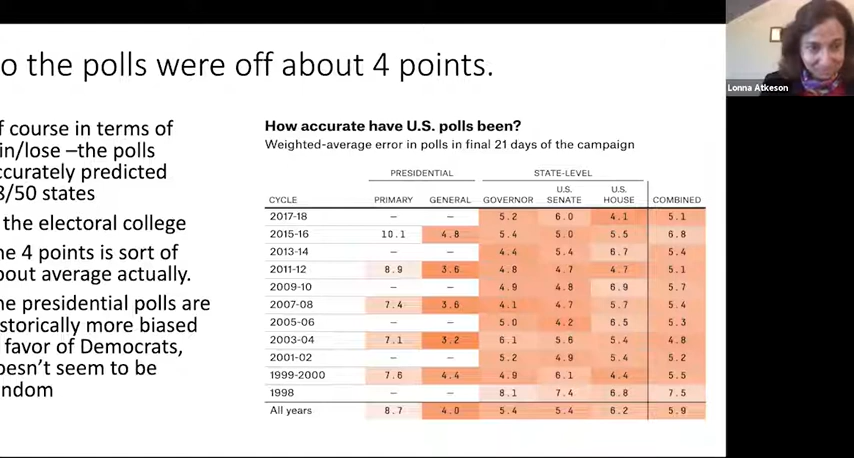 o the polls were off about 4 points.
Lonna Atkeson
f course in terms of
in/lose –the polls
ccurately predicted
8/50 states
the electoral college
he 4 points is sort of
bout average actually.
he presidential polls are
istorically more biased
favor of Democrats,
oesn't seem to be
ndom
How accurate have U.S. polls been?
Weighted-average error in polls in final 21 days of the campaign
PRESIDENTIAL STATE-LEVEL
CYCLE PRIMARY GENERAL GOVERNOR U.S. SENATE U.S. HOUSE COMBINED
2017-18 – – 5.2 6.0 4.1 5.1
2015-16 10.1 4.8 5.4 5.0 5.5 6.8
2013-14 – – 4.4 5.4 6.7 5.4
2011-12 8.9 3.6 4.8 4.7 4.7 5.1
2009-10 – – 4.9 4.8 6.9 5.7
2007-08 7.4 3.6 4.1 4.7 5.7 5.4
2005-06 – – 5.0 4.2 6.5 5.3
2003-04 7.1 3.2 6.1 5.6 5.4 4.8
2001-02 – – 5.2 4.9 5.4 5.2
1999-2000 7.6 4.4 4.9 6.1 4.4 5.5
1998 – – 8.1 7.4 6.8 7.5
All years 8.7 4.0 5.4 5.4 6.2 5.9